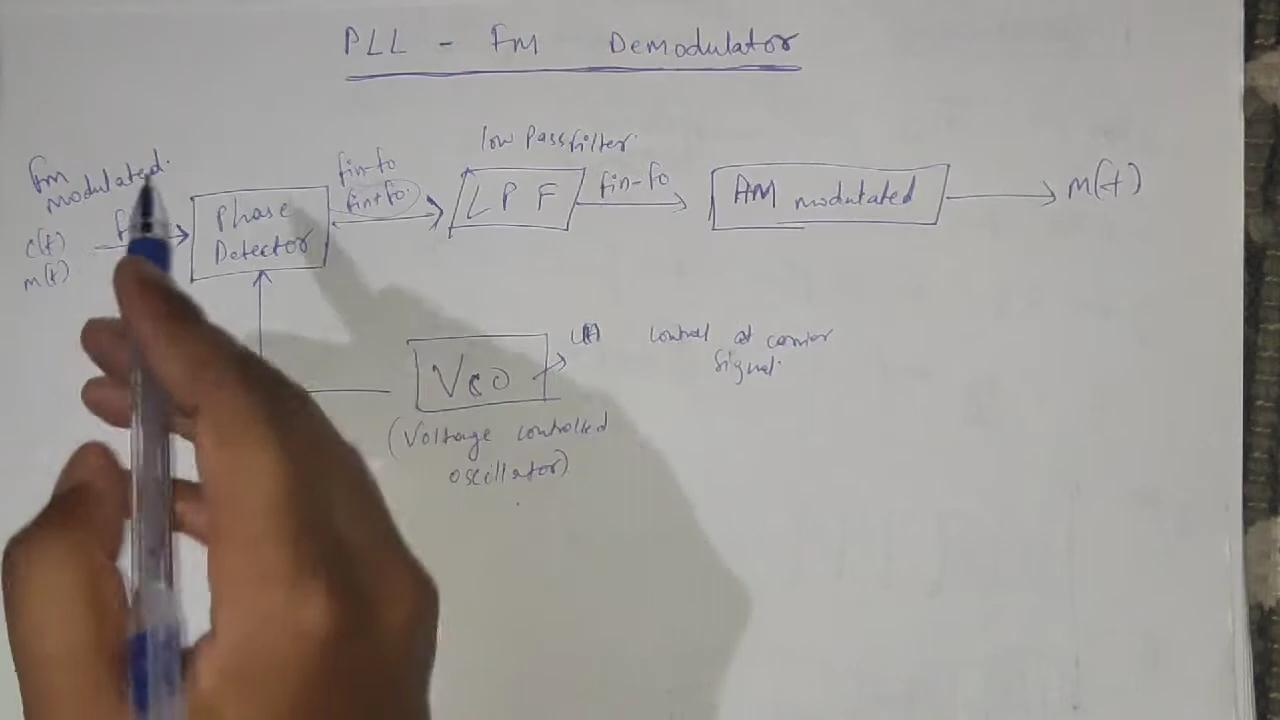 PLL - FM Demodulator
low Pass filter
Fm
modulated
fin-fo
fin+fo
LPF
fin-fo
AM modutated
m(t)
Phase
Detector
c(t)
m(t)
VCO
control at carrier
signal
(Voltage controlled
oscillator)